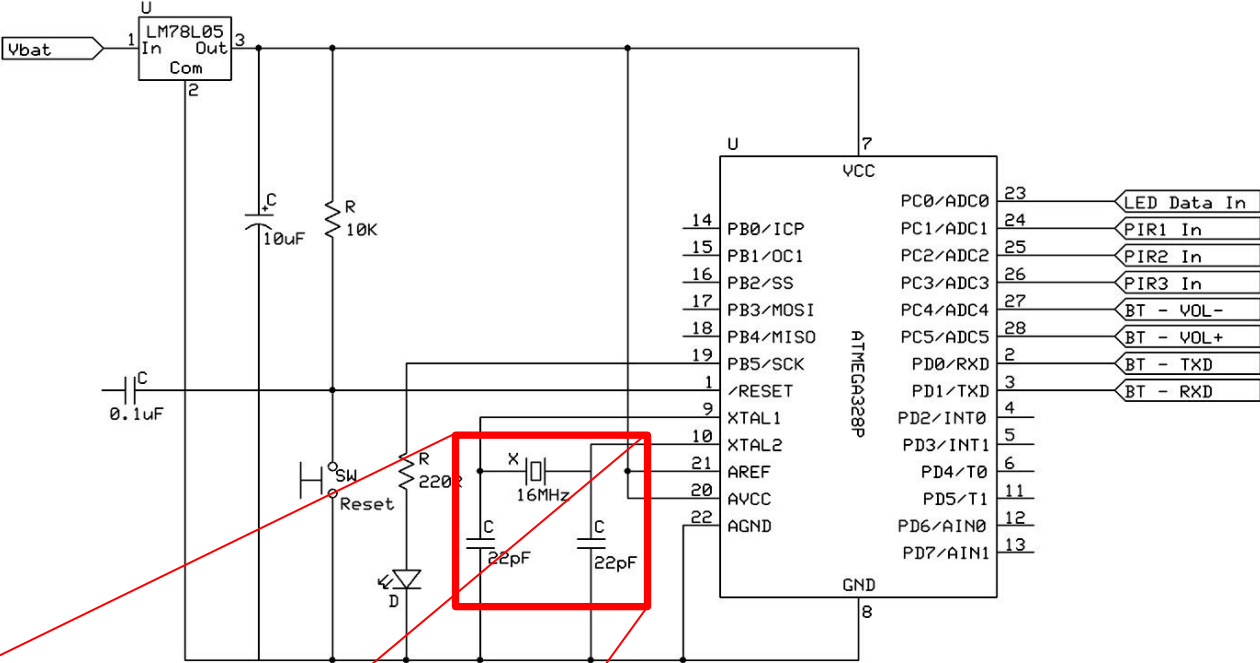 U
LM78L05
Vbat
1
In
Out
3
Com
2
C
+
10uF
R
10K
C
0.1uF
SW
Reset
R
220R
D
X
16MHz
C
22pF
C
22pF
U
7
VCC
14 PB0/ICP
15 PB1/OC1
16 PB2/SS
17 PB3/MOSI
18 PB4/MISO
19 PB5/SCK
1 /RESET
9 XTAL1
10 XTAL2
21 AREF
20 AVCC
22 AGND
ATMEGA328P
PC0/ADC0 23 LED Data In
PC1/ADC1 24 PIR1 In
PC2/ADC2 25 PIR2 In
PC3/ADC3 26 PIR3 In
PC4/ADC4 27 BT - VOL-
PC5/ADC5 28 BT - VOL+
PD0/RXD 2 BT - TXD
PD1/TXD 3 BT - RXD
PD2/INT0 4
PD3/INT1 5
PD4/T0 6
PD5/T1 11
PD6/AIN0 12
PD7/AIN1 13
GND
8